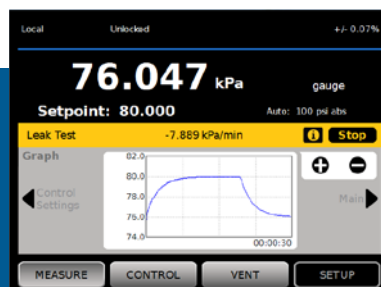 Local Unlocked +/- 0.07%
76.047 kPa gauge
Setpoint: 80.000 Auto: 100 psi abs
Leak Test -7.889 kPa/min i Stop
Graph
82.0
80.0
Control Settings
78.0
Main
76.0
74.0
00:00:30
MEASURE CONTROL VENT SETUP